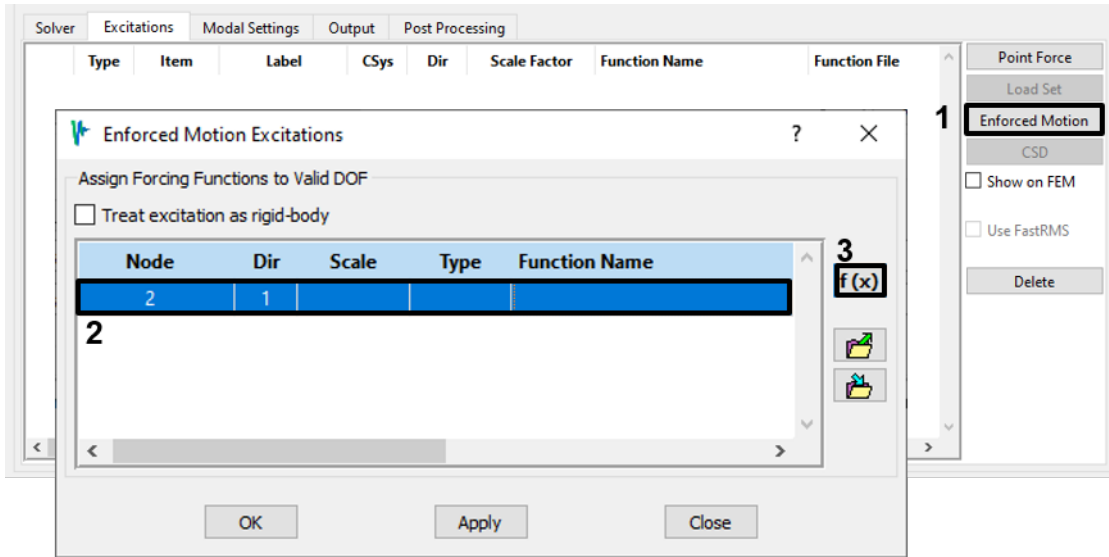 Solver Excitations Modal Settings Output Post Processing
Type Item Label CSys Dir Scale Factor Function Name Function File
Point Force
Load Set
1
Enforced Motion
CSD
Show on FEM
Use FastRMS
Delete
Enforced Motion Excitations ? X
Assign Forcing Functions to Valid DOF
Treat excitation as rigid-body
Node Dir Scale Type Function Name
2 1
2
3
f (x)
OK Apply Close